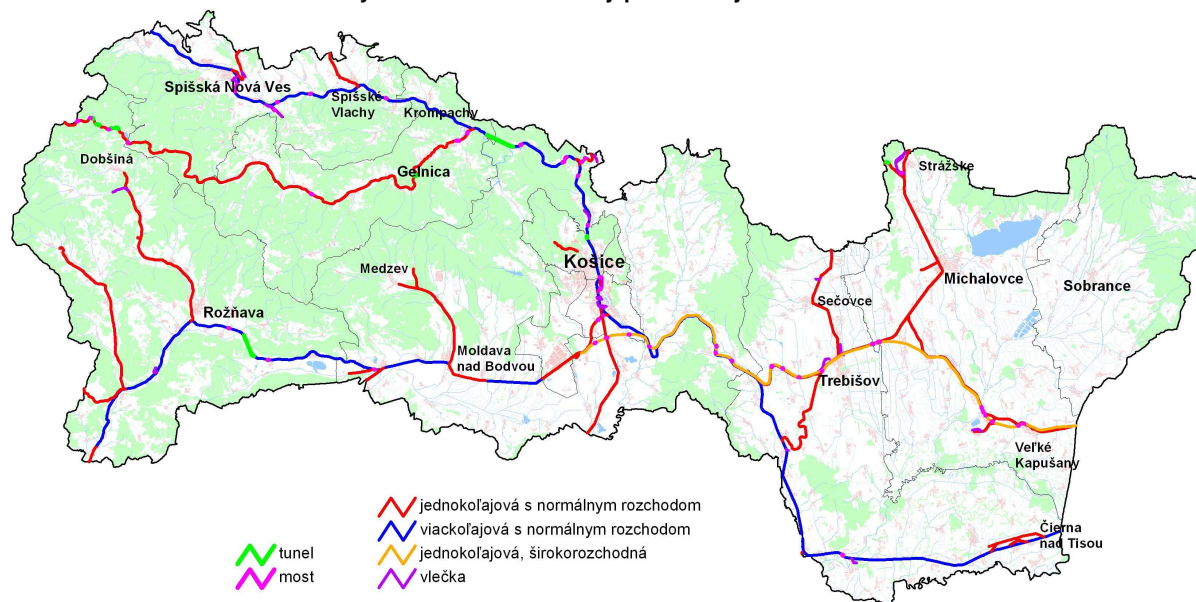 Spišská Nová Ves
Spišské
Vlachy
Krompachy
Dobšiná
Gelnica
Strážske
Košice
Medzev
Michalovce
Sobrance
Sečovce
Rožňava
Moldava
nad Bodvou
Trebišov
Veľké
Kapušany
Čierna
nad Tisou
jednokoľajová s normálnym rozchodom
viackoľajová s normálnym rozchodom
jednokoľajová, širokorozchodná
vlečka
tunel
most